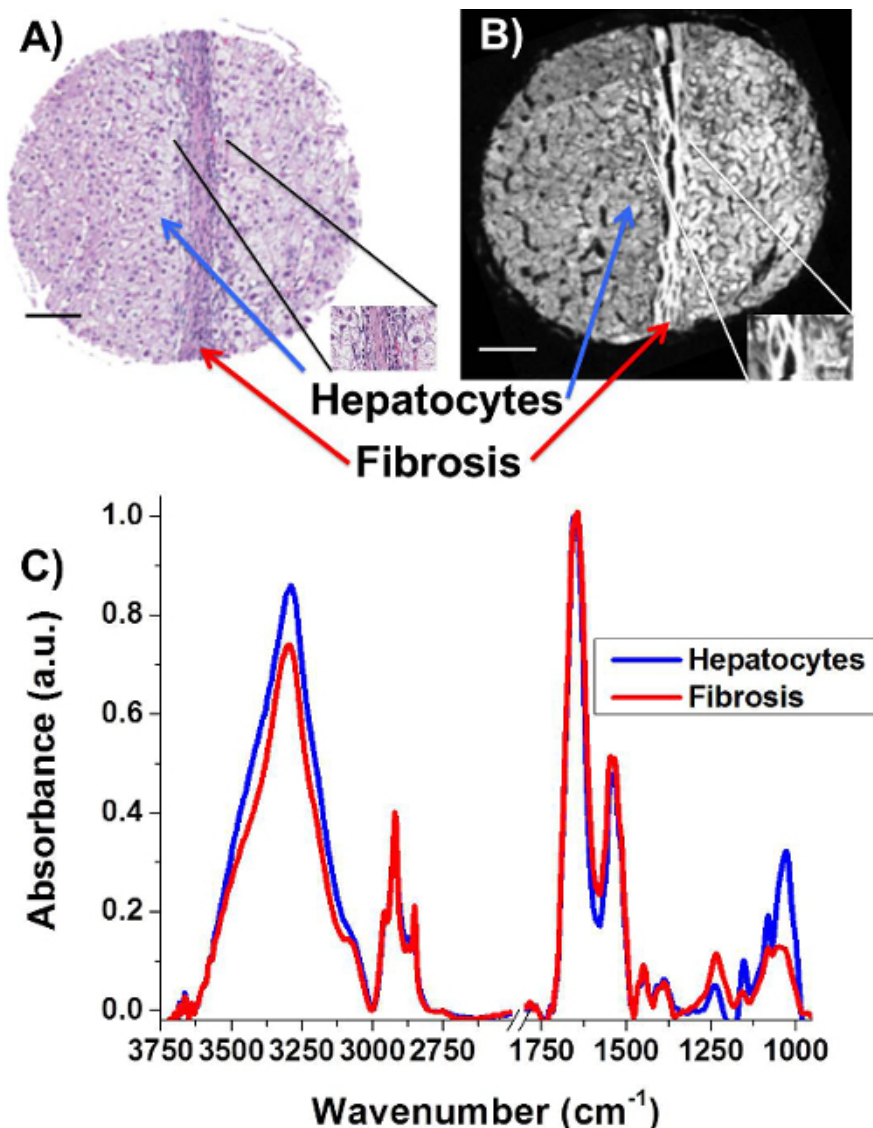 A)
B)
Hepatocytes
Fibrosis
C)
1.0
0.8
0.6
0.4
0.2
0.0
Absorbance (a.u.)
Hepatocytes
Fibrosis
3750 3500 3250 3000 2750 1750 1500 1250 1000
Wavenumber (cm⁻¹)